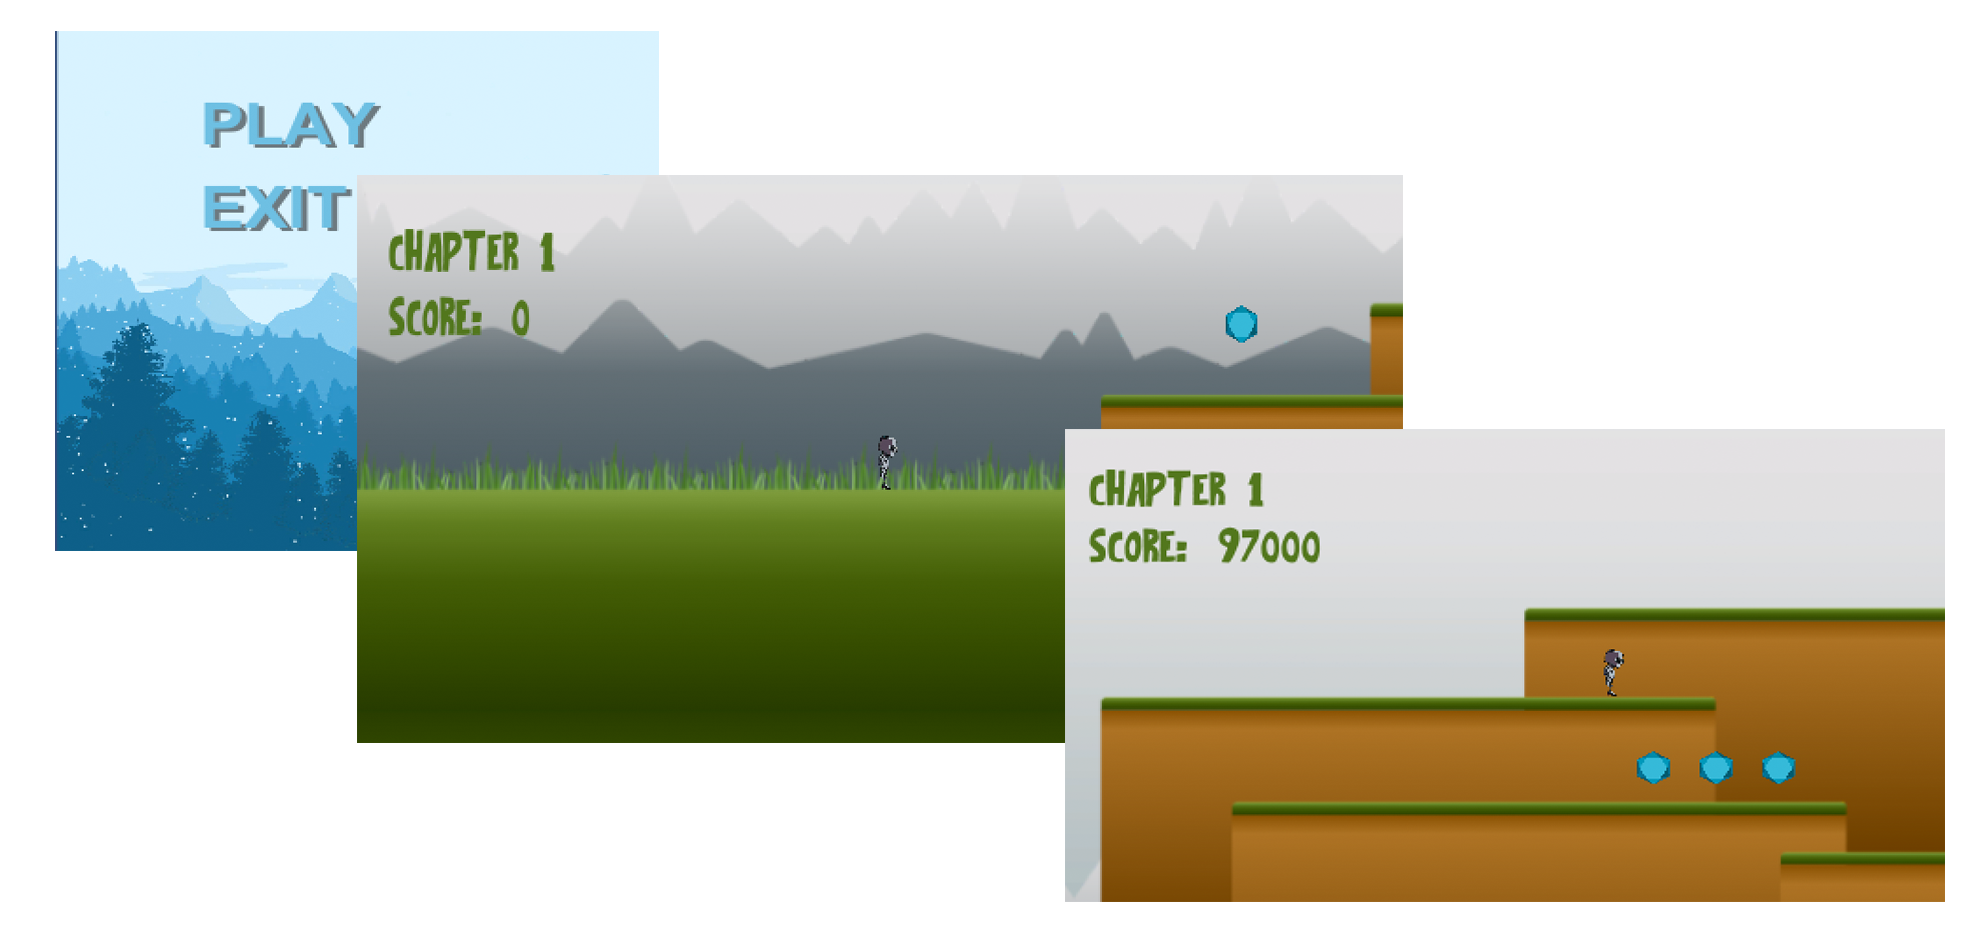 PLAY
EXIT
CHAPTER 1
SCORE: 0
CHAPTER 1
SCORE: 97000